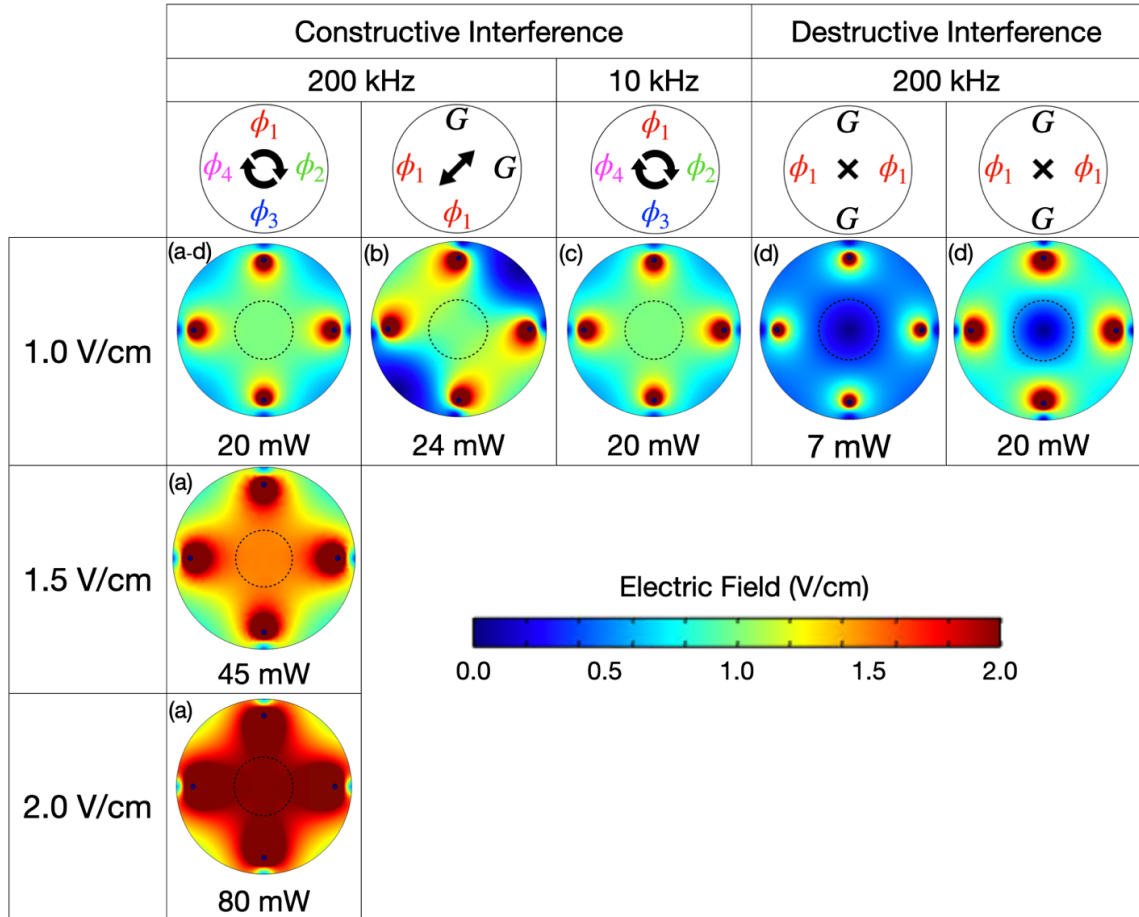 Constructive Interference Destructive Interference
200 kHz 10 kHz 200 kHz
ϕ1 G ϕ1 G G
ϕ4 ϕ2 ϕ1 G ϕ4 ϕ2 ϕ1 ϕ1 ϕ1 ϕ1
ϕ3 ϕ1 ϕ3 G G
(a-d) (b) (c) (d) (d)
1.0 V/cm
20 mW 24 mW 20 mW 7 mW 20 mW
(a)
1.5 V/cm
45 mW
Electric Field (V/cm)
0.0 0.5 1.0 1.5 2.0
(a)
2.0 V/cm
80 mW